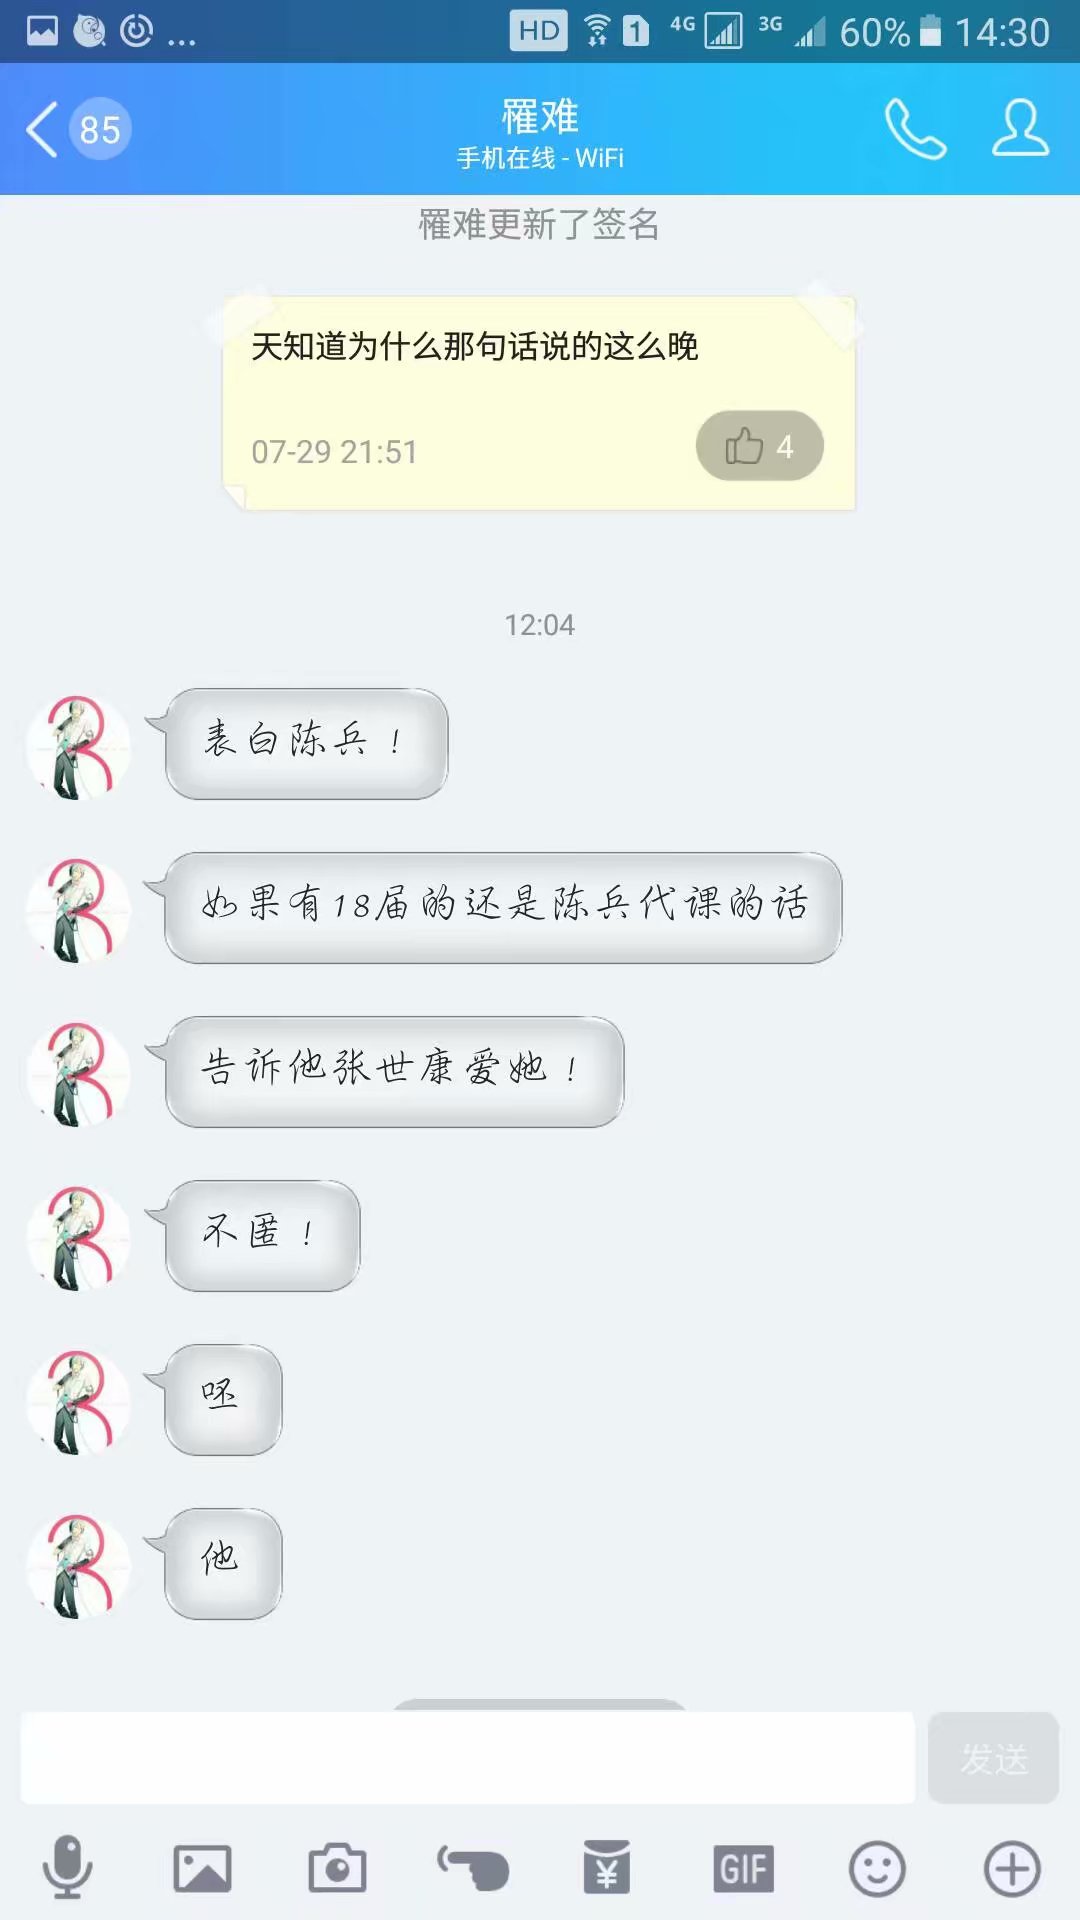 HD 1 4G 3G 60% 14:30
85
罹难
手机在线 - WiFi
罹难更新了签名
天知道为什么那句话说的这么晚
07-29 21:51
4
12:04
表白陈兵！
如果有18届的还是陈兵代课的话
告诉他张世康爱她！
不匿！
呸
他
发送
GIF